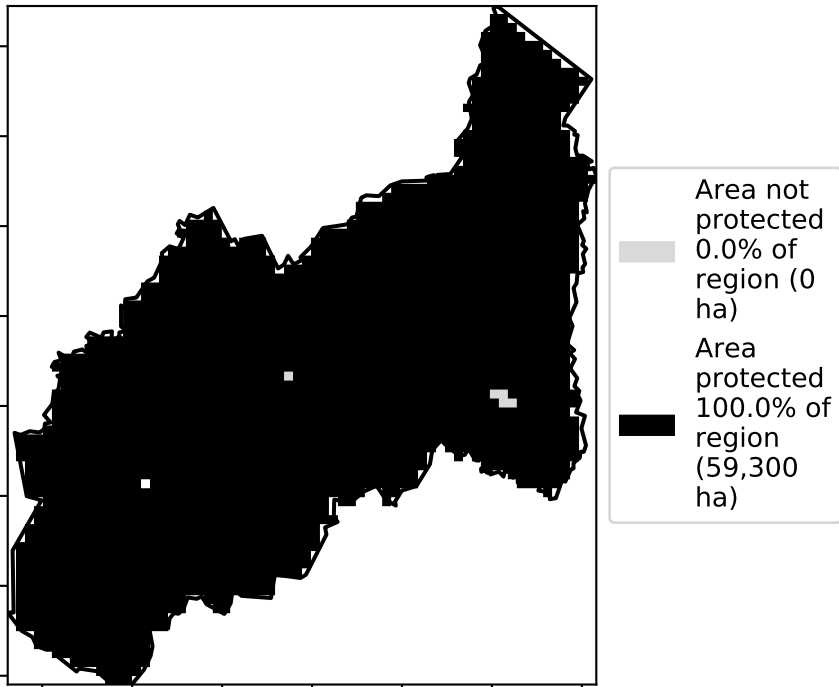 Area not
protected
0.0% of
region (0
ha)
Area
protected
100.0% of
region
(59,300
ha)